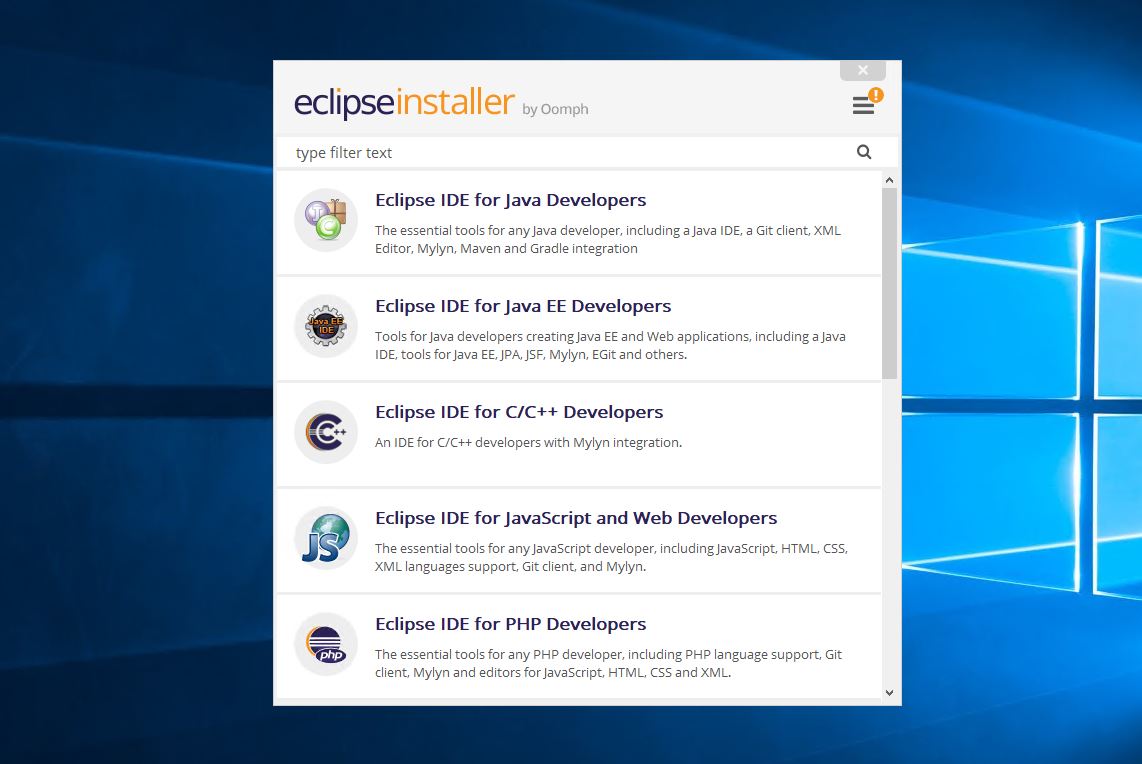 eclipseinstaller by Oomph
!
type filter text
Eclipse IDE for Java Developers
The essential tools for any Java developer, including a Java IDE, a Git client, XML
Editor, Mylyn, Maven and Gradle integration
Java EE
IDE
Eclipse IDE for Java EE Developers
Tools for Java developers creating Java EE and Web applications, including a Java
IDE, tools for Java EE, JPA, JSF, Mylyn, EGit and others.
C++
Eclipse IDE for C/C++ Developers
An IDE for C/C++ developers with Mylyn integration.
JS
Eclipse IDE for JavaScript and Web Developers
The essential tools for any JavaScript developer, including JavaScript, HTML, CSS,
XML languages support, Git client, and Mylyn.
php
Eclipse IDE for PHP Developers
The essential tools for any PHP developer, including PHP language support, Git
client, Mylyn and editors for JavaScript, HTML, CSS and XML.